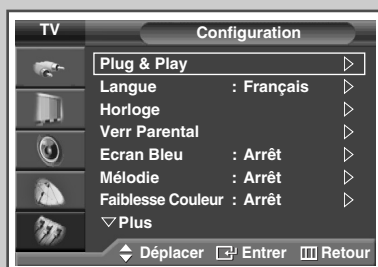 TV Configuration
Plug & Play
Langue : Français
Horloge
Verr Parental
Ecran Bleu : Arrêt
Mélodie : Arrêt
Faiblesse Couleur : Arrêt
▽Plus
Déplacer Entrer Retour